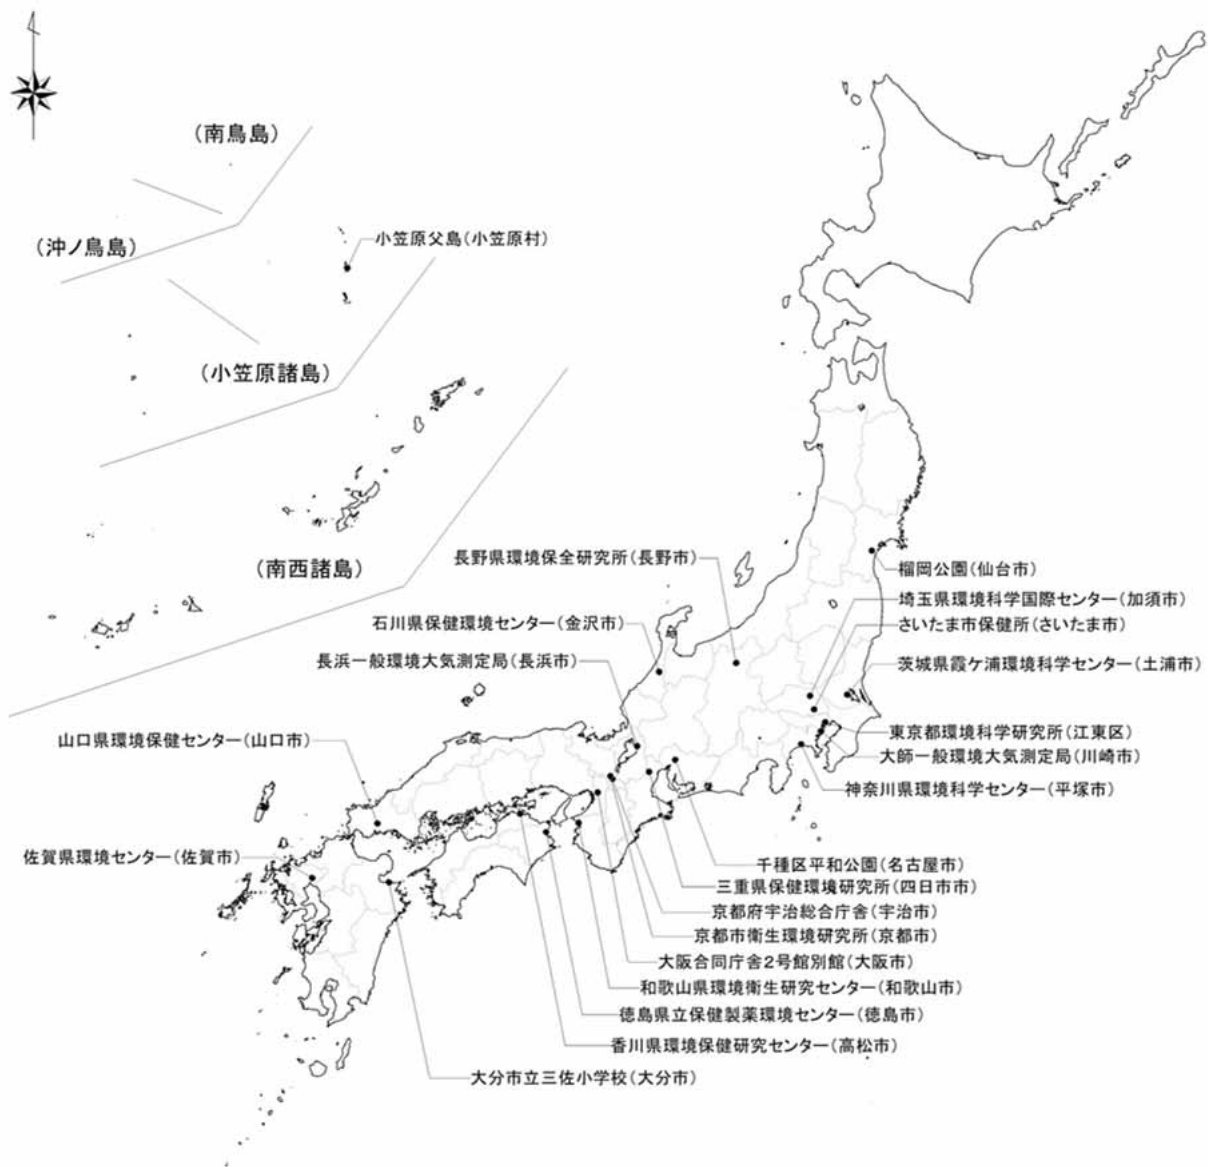 (南鳥島)
(沖ノ鳥島)
小笠原父島(小笠原村)
(小笠原諸島)
(南西諸島)
長野県環境保全研究所(長野市)
榴岡公園(仙台市)
埼玉県環境科学国際センター(加須市)
石川県保健環境センター(金沢市)
さいたま市保健所(さいたま市)
長浜一般環境大気測定局(長浜市)
茨城県霞ケ浦環境科学センター(土浦市)
東京都環境科学研究所(江東区)
山口県環境保健センター(山口市)
大師一般環境大気測定局(川崎市)
神奈川県環境科学センター(平塚市)
佐賀県環境センター(佐賀市)
千種区平和公園(名古屋市)
三重県保健環境研究所(四日市市)
京都府宇治総合庁舎(宇治市)
京都市衛生環境研究所(京都市)
大阪合同庁舎2号館別館(大阪市)
和歌山県環境衛生研究センター(和歌山市)
徳島県立保健製薬環境センター(徳島市)
香川県環境保健研究センター(高松市)
大分市立三佐小学校(大分市)